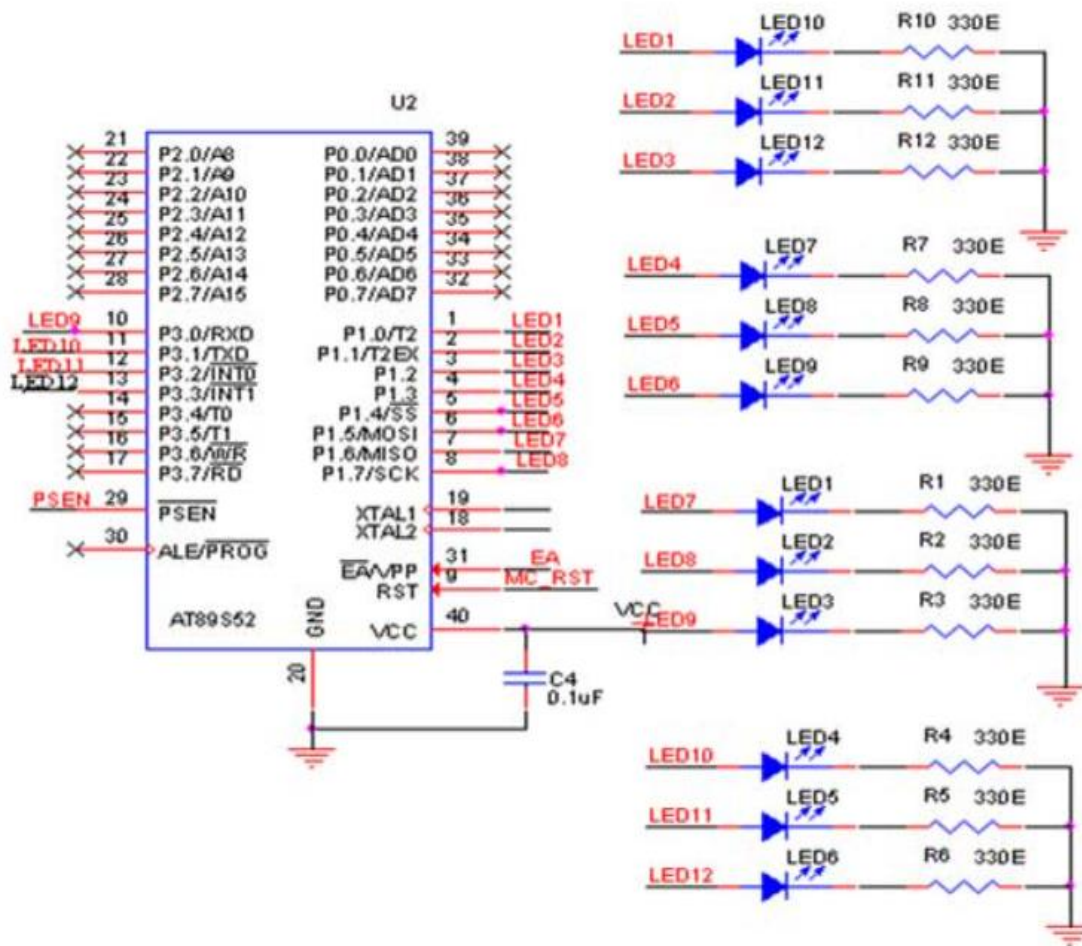 U2
21 P2.0/A8
22 P2.1/A9
23 P2.2/A10
24 P2.3/A11
25 P2.4/A12
26 P2.5/A13
27 P2.6/A14
28 P2.7/A15
LED9 10 P3.0/RXD
LED10 11 P3.1/TXD
LED11 12 P3.2/INT0
LED12 13 P3.3/INT1
14 P3.4/T0
15 P3.5/T1
16 P3.6/W/R
17 P3.7/RD
PSEN 29 PSEN
30 ALE/PROG
AT89S52
GND
20
P0.0/AD0 39
P0.1/AD1 38
P0.2/AD2 37
P0.3/AD3 36
P0.4/AD4 35
P0.5/AD5 34
P0.6/AD6 33
P0.7/AD7 32
P1.0/T2 1 LED1
P1.1/T2EX 2 LED2
P1.2 3 LED3
P1.3 4 LED4
P1.4/SS 5 LED5
P1.5/MOSI 6 LED6
P1.6/MISO 7 LED7
P1.7/SCK 8 LED8
XTAL1 19
XTAL2 18
EA/VPP 31 EA
RST 9 MC_RST
VCC 40
VCC
C4
0.1uF
LED1 LED10 R10 330E
LED2 LED11 R11 330E
LED3 LED12 R12 330E
LED4 LED7 R7 330E
LED5 LED8 R8 330E
LED6 LED9 R9 330E
LED7 LED1 R1 330E
LED8 LED2 R2 330E
LED9 LED3 R3 330E
LED10 LED4 R4 330E
LED11 LED5 R5 330E
LED12 LED6 R6 330E